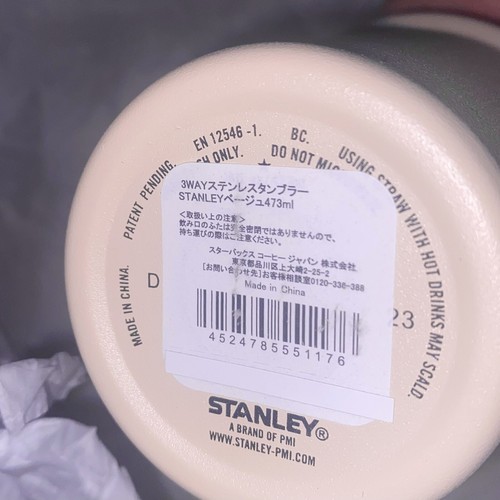 MADE IN CHINA. PATENT PENDING. EN 12546 -1. BC. USING STRAW WITH HOT DRINKS MAY SCALD.
ONLY. ★ DO NOT
D
23
3WAYステンレスタンブラー
STANLEYベージュ473ml
<取扱い上の注意>
飲み口のふたは完全密閉ではありませんので、
持ち運びの際はご注意ください。
スターバックス コーヒー ジャパン 株式会社
東京都品川区上大崎2-25-2
[お問い合わせ先]お客様相談室0120-336-388
Made in China
4524785551176
STANLEY®
A BRAND OF PMI
WWW.STANLEY-PMI.COM